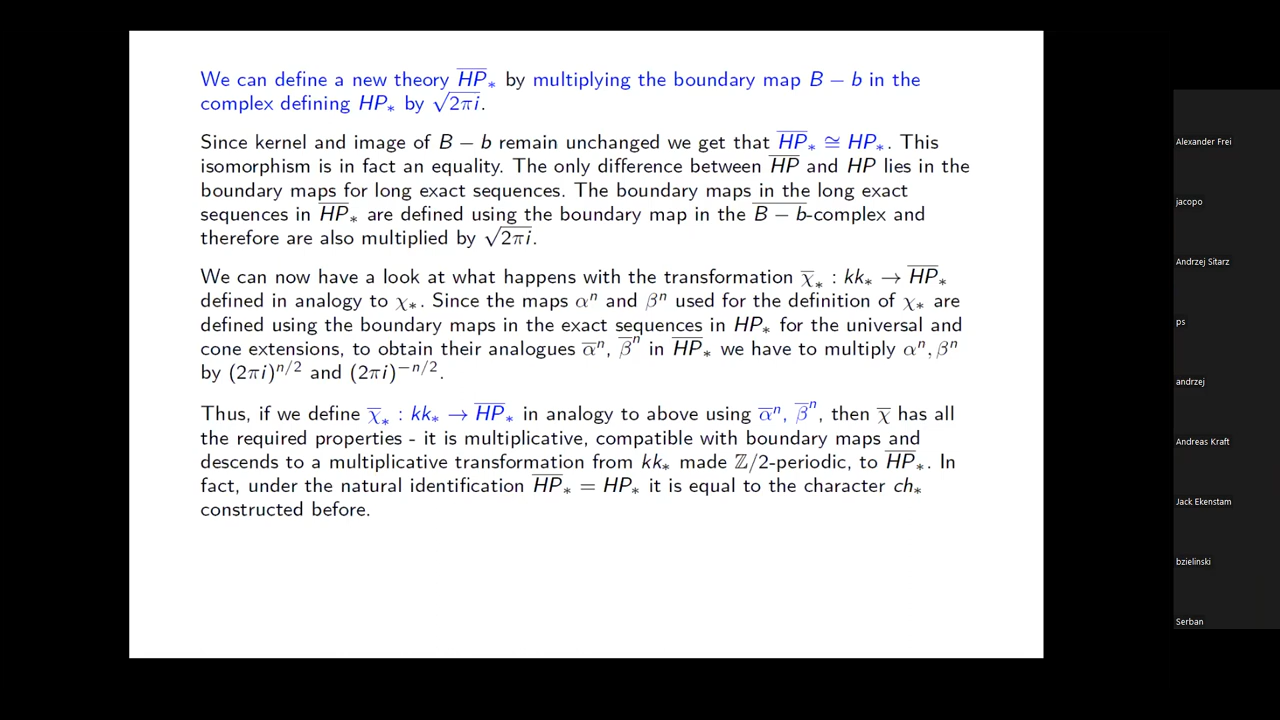 We can define a new theory $\overline{HP}_*$ by multiplying the boundary map $B - b$ in the
complex defining $HP_*$ by $\sqrt{2\pi i}$.
Since kernel and image of $B - b$ remain unchanged we get that $\overline{HP}_* \cong HP_*$. This
isomorphism is in fact an equality. The only difference between $\overline{HP}$ and $HP$ lies in the
boundary maps for long exact sequences. The boundary maps in the long exact
sequences in $\overline{HP}_*$ are defined using the boundary map in the $\overline{B - b}$-complex and
therefore are also multiplied by $\sqrt{2\pi i}$.
We can now have a look at what happens with the transformation $\overline{\chi}_* : kk_* \to \overline{HP}_*$
defined in analogy to $\chi_*$. Since the maps $\alpha^n$ and $\beta^n$ used for the definition of $\chi_*$ are
defined using the boundary maps in the exact sequences in $HP_*$ for the universal and
cone extensions, to obtain their analogues $\overline{\alpha}^n$, $\overline{\beta}^n$ in $\overline{HP}_*$ we have to multiply $\alpha^n, \beta^n$
by $(2\pi i)^{n/2}$ and $(2\pi i)^{-n/2}$.
Thus, if we define $\overline{\chi}_* : kk_* \to \overline{HP}_*$ in analogy to above using $\overline{\alpha}^n$, $\overline{\beta}^n$, then $\overline{\chi}$ has all
the required properties - it is multiplicative, compatible with boundary maps and
descends to a multiplicative transformation from $kk_*$ made $\mathbb{Z}/2$-periodic, to $\overline{HP}_*$. In
fact, under the natural identification $\overline{HP}_* = HP_*$ it is equal to the character $ch_*$
constructed before.
Alexander Frei
jacopo
Andrzej Sitarz
ps
andrzej
Andreas Kraft
Jack Ekenstam
bzielinski
Serban